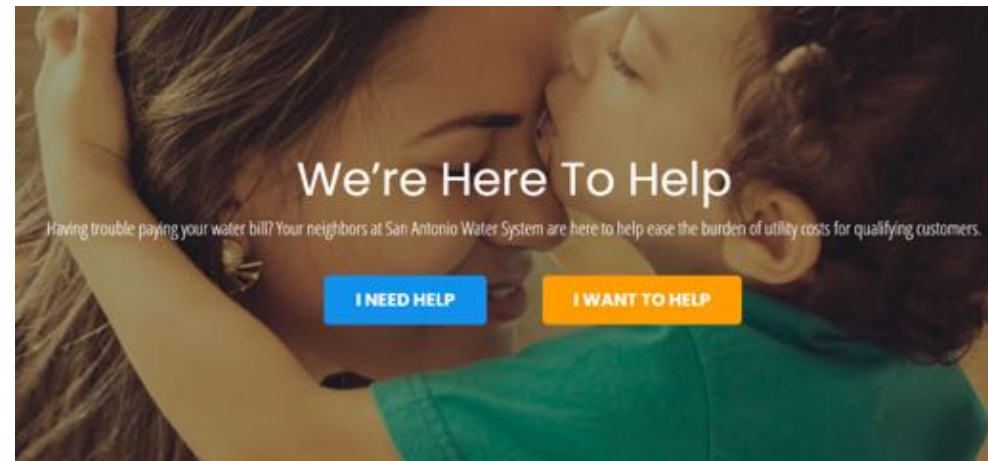 We're Here To Help
Having trouble paying your water bill? Your neighbors at San Antonio Water System are here to help ease the burden of utility costs for qualifying customers.
I NEED HELP
I WANT TO HELP